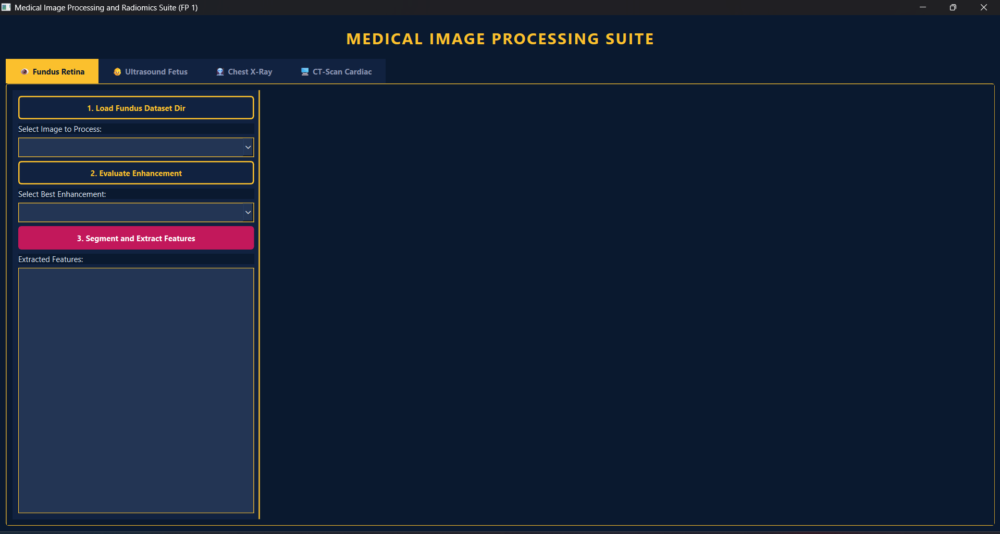 Medical Image Processing and Radiomics Suite (FP 1)
MEDICAL IMAGE PROCESSING SUITE
Fundus Retina
Ultrasound Fetus
Chest X-Ray
CT-Scan Cardiac
1. Load Fundus Dataset Dir
Select Image to Process:
2. Evaluate Enhancement
Select Best Enhancement:
3. Segment and Extract Features
Extracted Features: